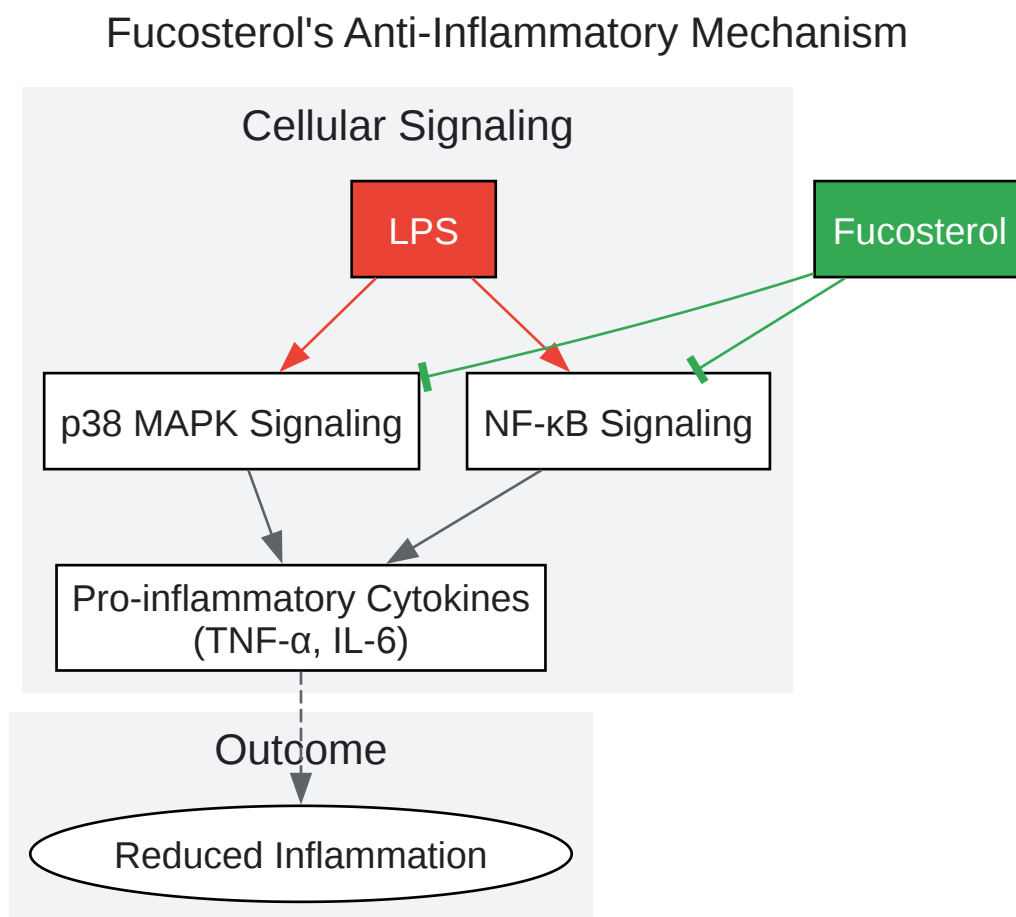 Fucosterol's Anti-Inflammatory Mechanism
Cellular Signaling
LPS
Fucosterol
p38 MAPK Signaling
NF-κB Signaling
Pro-inflammatory Cytokines
(TNF-α, IL-6)
Outcome
Reduced Inflammation